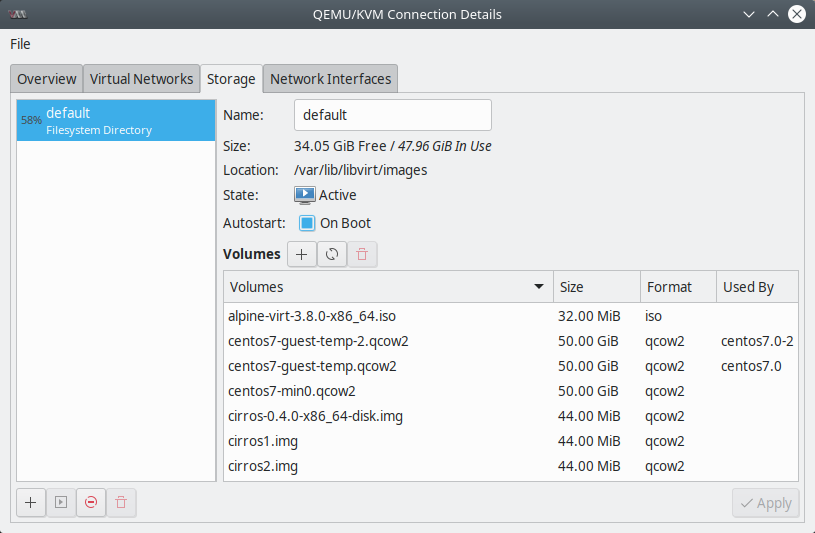 QEMU/KVM Connection Details
File
Overview Virtual Networks Storage Network Interfaces
58% default
Filesystem Directory
Name: default
Size: 34.05 GiB Free / 47.96 GiB In Use
Location: /var/lib/libvirt/images
State: Active
Autostart: On Boot
Volumes
Volumes Size Format Used By
alpine-virt-3.8.0-x86_64.iso 32.00 MiB iso
centos7-guest-temp-2.qcow2 50.00 GiB qcow2 centos7.0-2
centos7-guest-temp.qcow2 50.00 GiB qcow2 centos7.0
centos7-min0.qcow2 50.00 GiB qcow2
cirros-0.4.0-x86_64-disk.img 44.00 MiB qcow2
cirros1.img 44.00 MiB qcow2
cirros2.img 44.00 MiB qcow2
Apply